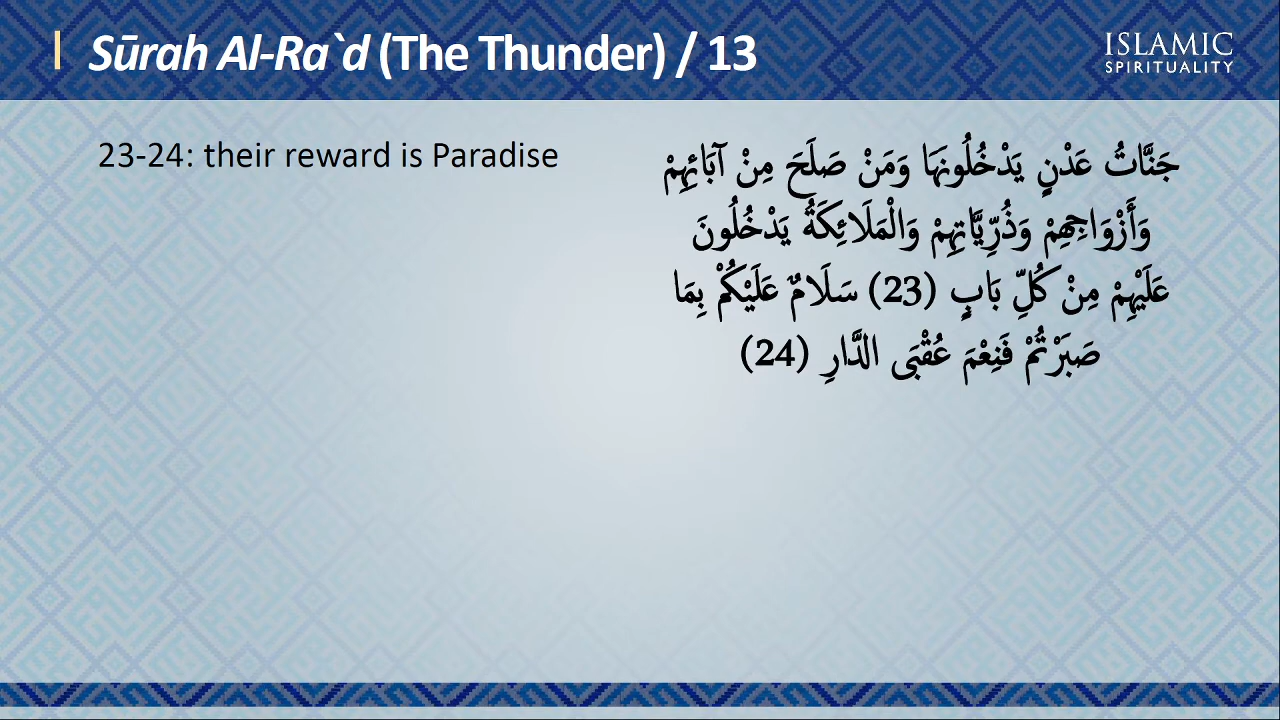 Sūrah Al-Ra`d (The Thunder) / 13
ISLAMIC
SPIRITUALITY
23-24: their reward is Paradise
جَنَّاتُ عَدْنٍ يَدْخُلُونَهَا وَمَنْ صَلَحَ مِنْ آبَائِهِمْ
وَأَزْوَاجِهِمْ وَذُرِّيَّاتِهِمْ وَالْمَلَائِكَةُ يَدْخُلُونَ
عَلَيْهِمْ مِنْ كُلِّ بَابٍ (23) سَلَامٌ عَلَيْكُمْ بِمَا
صَبَرْتُمْ فَنِعْمَ عُقْبَى الدَّارِ (24)